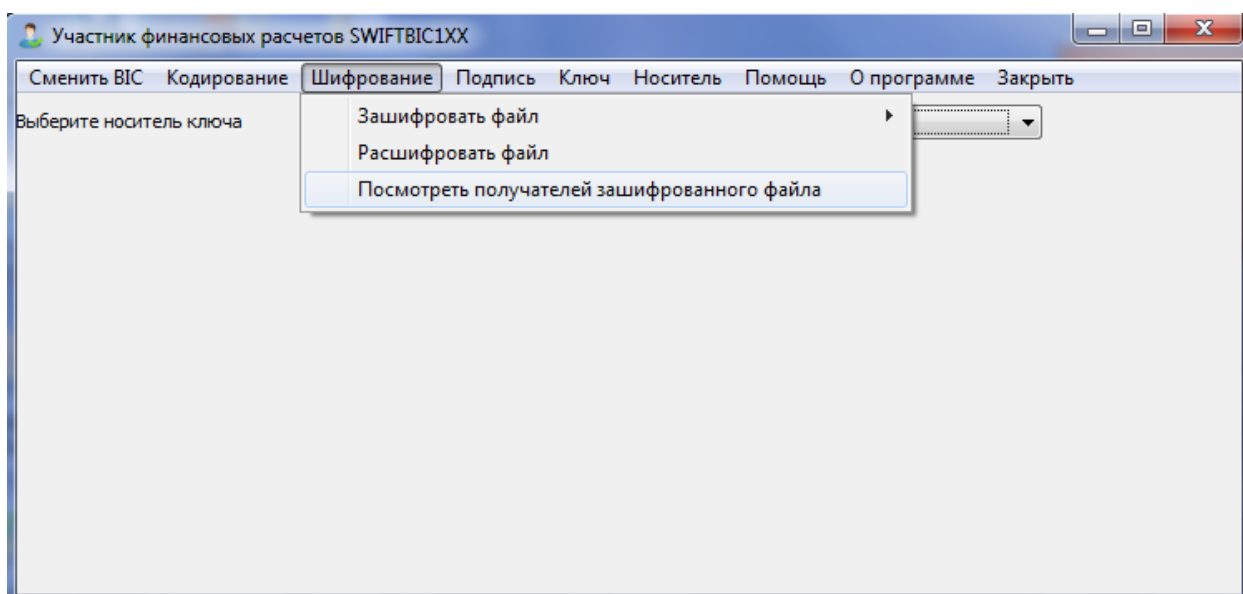 Участник финансовых расчетов SWIFTBIC1XX
Сменить BIC Кодирование Шифрование Подпись Ключ Носитель Помощь О программе Закрыть
Выберите носитель ключа
Зашифровать файл
Расшифровать файл
Посмотреть получателей зашифрованного файла